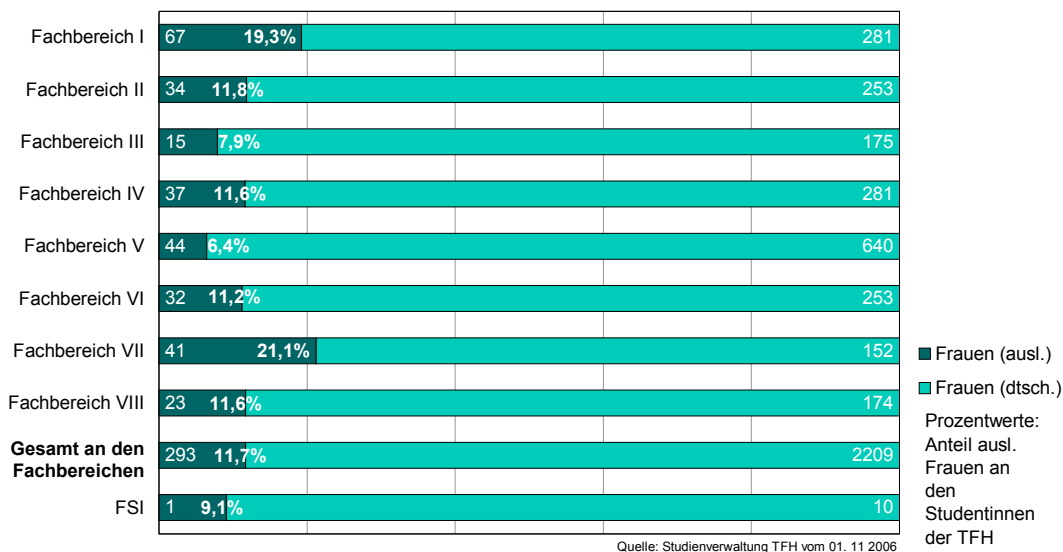 Fachbereich I 67 19,3% 281
Fachbereich II 34 11,8% 253
Fachbereich III 15 7,9% 175
Fachbereich IV 37 11,6% 281
Fachbereich V 44 6,4% 640
Fachbereich VI 32 11,2% 253
Fachbereich VII 41 21,1% 152
Fachbereich VIII 23 11,6% 174
Gesamt an den
Fachbereichen 293 11,7% 2209
FSI 1 9,1% 10
Frauen (ausl.)
Frauen (dtsch.)
Prozentwerte:
Anteil ausl.
Frauen an
den
Studentinnen
der TFH
Quelle: Studienverwaltung TFH vom 01. 11 2006